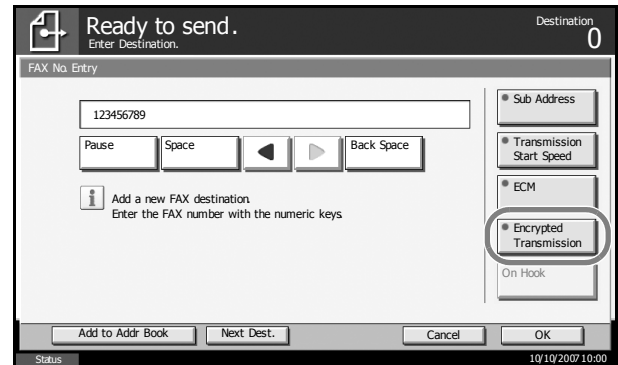 Ready to send.
Enter Destination.
Destination
0
FAX No. Entry
123456789
Pause
Space
Back Space
i
Add a new FAX destination.
Enter the FAX number with the numeric keys.
Sub Address
Transmission
Start Speed
ECM
Encrypted
Transmission
On Hook
Add to Addr Book
Next Dest.
Cancel
OK
Status
10/10/2007 10:00